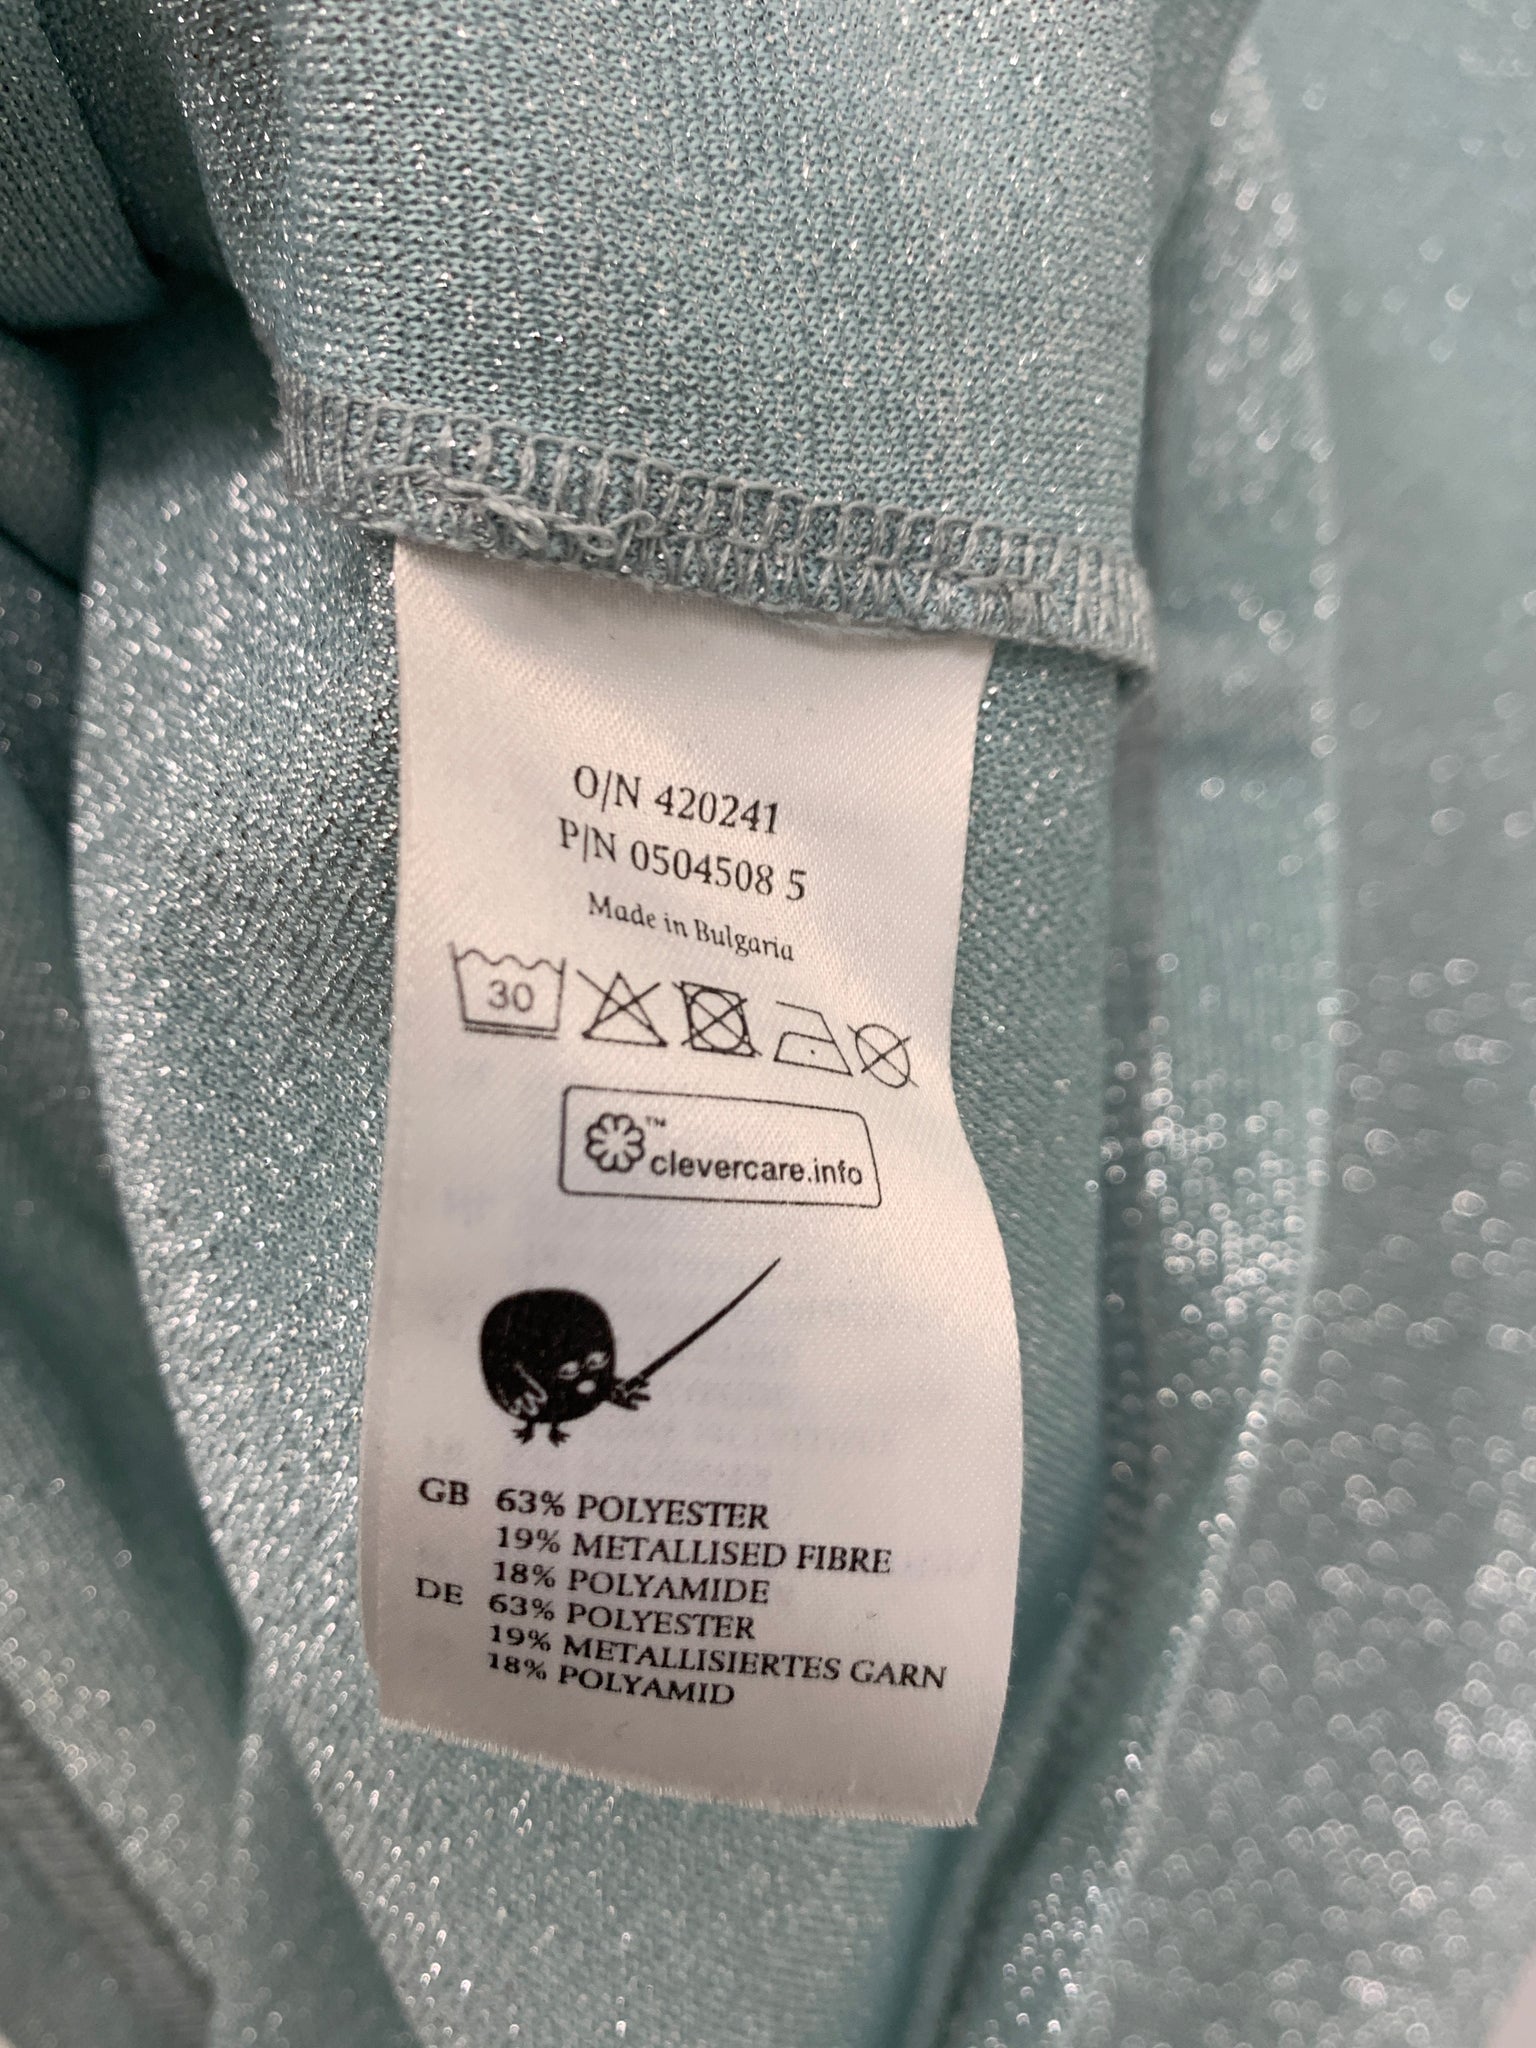 O/N 420241
P/N 0504508 5
Made in Bulgaria
30
™
clevercare.info
GB 63% POLYESTER
19% METALLISED FIBRE
18% POLYAMIDE
DE 63% POLYESTER
19% METALLISIERTES GARN
18% POLYAMID